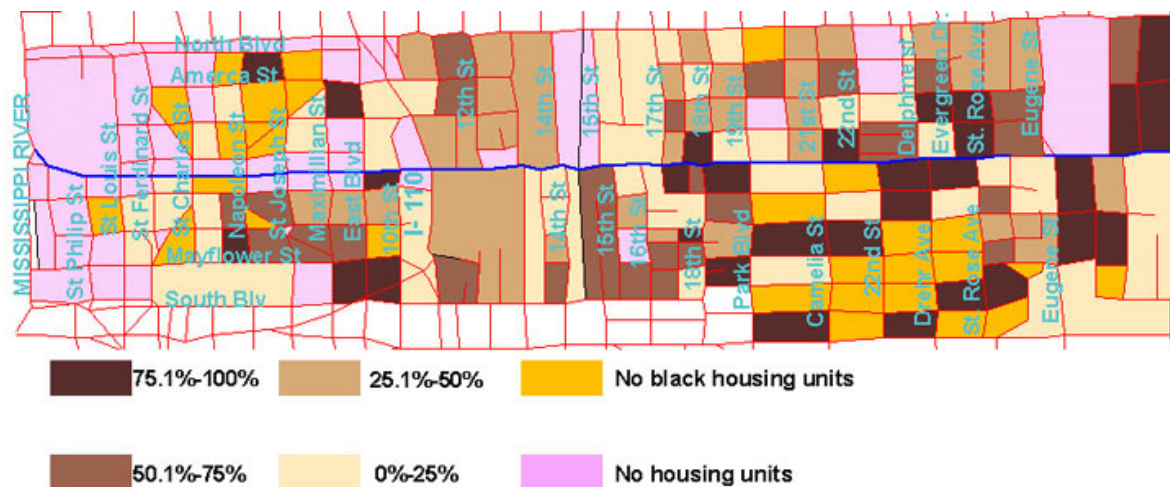 North Blvd
Amerca St
MISSISSIPPI RIVER
St Philip St
St Louis St
St Ferdinard St
St Charles St
Napoleon St
St Joseph St
Maximillian St
East Blvd
10th St
I- 110
12th St
14th St
15th St
17th St
18th St
19th St
21st St
22nd St
Delphine st.
Evergreen Dr.
St. Rose Ave
Eugene St
Mayflower St
South Blv
14th St
15th St
16th St
18th St
Park Blvd
Camelia St
22nd St
Drehr Ave
St. Rose Ave
Eugene St
75.1%-100%
25.1%-50%
No black housing units
50.1%-75%
0%-25%
No housing units